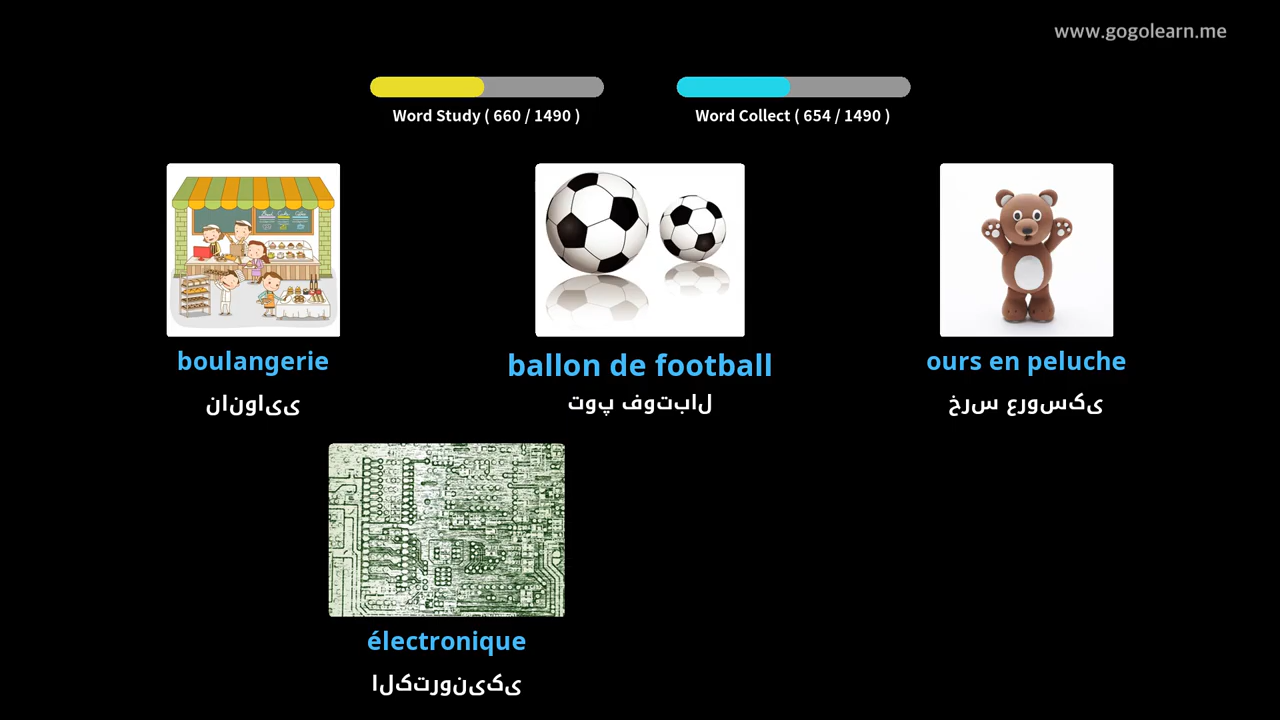 www.gogolearn.me
Word Study ( 660 / 1490 )
Word Collect ( 654 / 1490 )
boulangerie
نانوایی
ballon de football
توپ فوتبال
ours en peluche
خرس عروسکی
électronique
الکترونیکی